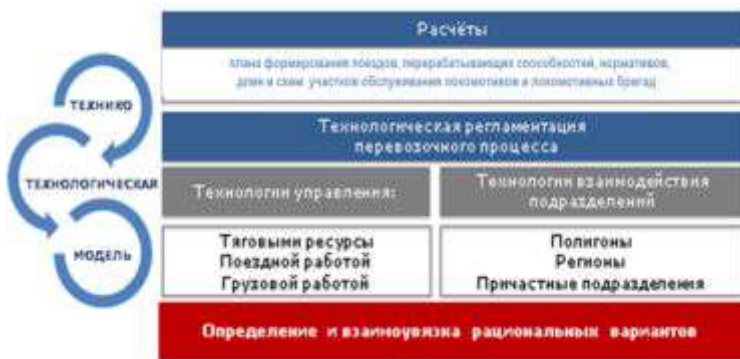 Расчёты
плана формирования поездов, перерабатывающих способностей, нормативов,
длин и схем участков обслуживания локомотивов и локомотивных бригад
ТЕХНИКО
Технологическая регламентация
перевозочного процесса
ТЕХНОЛОГИЧЕСКАЯ
Технологии управления:
Технологии взаимодействия
подразделений
МОДЕЛЬ
Тяговыми ресурсы
Поездной работой
Грузовой работой
Полигоны
Регионы
Причастные подразделения
Определение и взаимоувязка рациональных вариантов